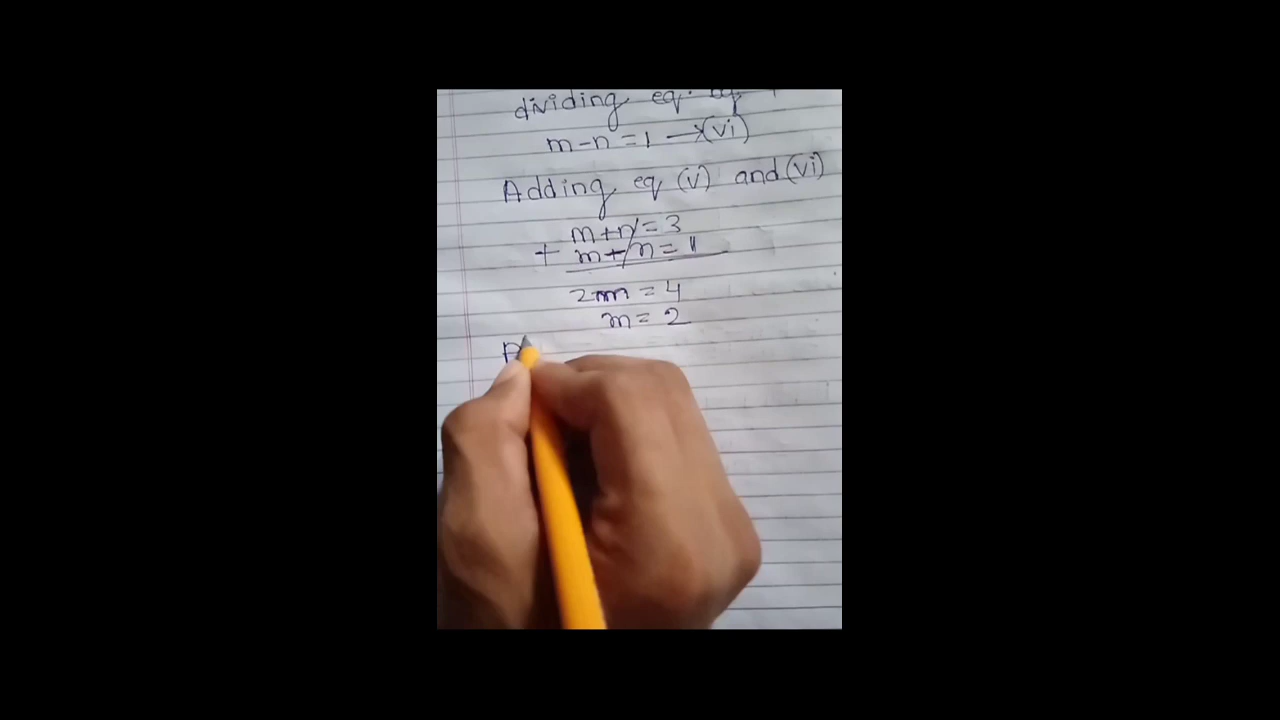 dividing eq.
m-n=1 →(vi)
Adding eq (v) and (vi)
m+n=3
+ m+n=1
2m = 4
m = 2